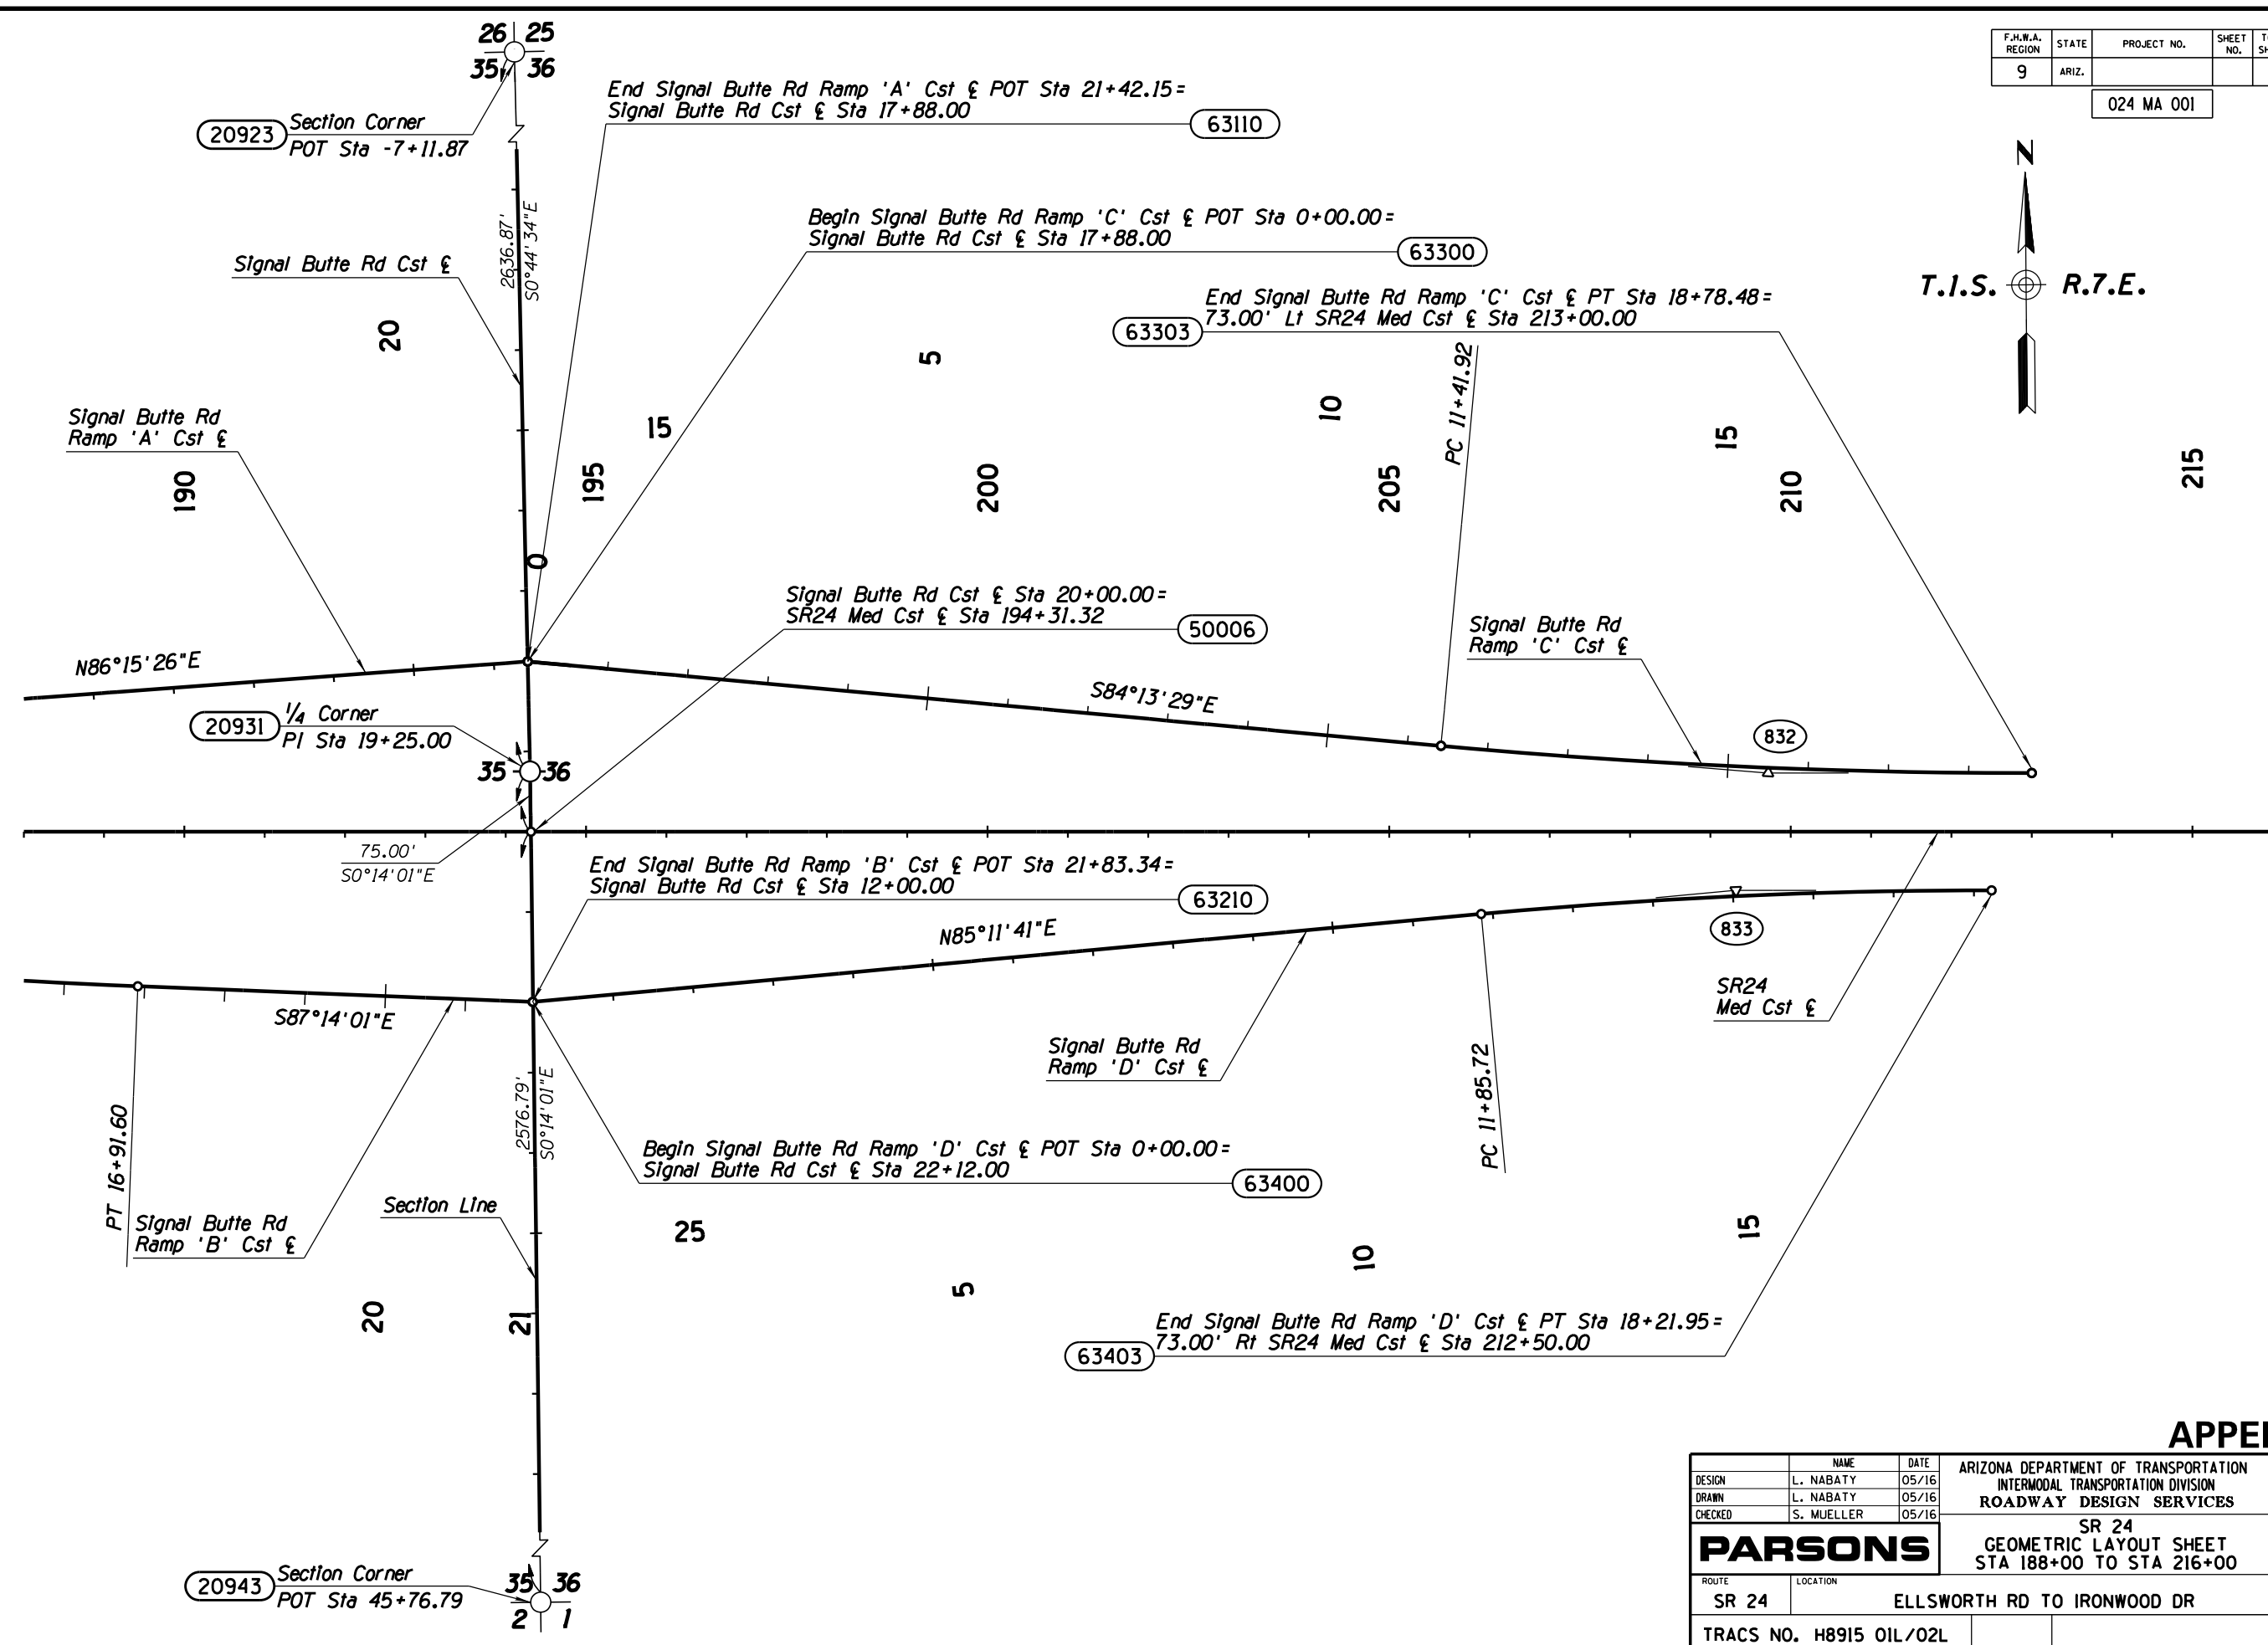 26 25
35 36
F.H.W.A. REGION STATE PROJECT NO. SHEET NO.
9 ARIZ.
024 MA 001
End Signal Butte Rd Ramp 'A' Cst ℄ POT Sta 21+42.15=
Signal Butte Rd Cst ℄ Sta 17+88.00
63110
20923
Section Corner
POT Sta -7+11.87
N
T.1.S. R.7.E.
2636.87'
S0°44'34"E
Begin Signal Butte Rd Ramp 'C' Cst ℄ POT Sta 0+00.00=
Signal Butte Rd Cst ℄ Sta 17+88.00
63300
Signal Butte Rd Cst ℄
End Signal Butte Rd Ramp 'C' Cst ℄ PT Sta 18+78.48=
73.00' Lt SR24 Med Cst ℄ Sta 213+00.00
63303
20
5
PC 11+41.92
10
15
15
Signal Butte Rd
Ramp 'A' Cst ℄
190
195
200
205
210
215
0
Signal Butte Rd Cst ℄ Sta 20+00.00=
SR24 Med Cst ℄ Sta 194+31.32
50006
Signal Butte Rd
Ramp 'C' Cst ℄
N86°15'26"E
S84°13'29"E
20931
1/4 Corner
PI Sta 19+25.00
832
35 36
75.00'
S0°14'01"E
End Signal Butte Rd Ramp 'B' Cst ℄ POT Sta 21+83.34=
Signal Butte Rd Cst ℄ Sta 12+00.00
63210
N85°11'41"E
833
SR24
Med Cst ℄
S87°14'01"E
Signal Butte Rd
Ramp 'D' Cst ℄
PC 11+85.72
2576.79'
S0°14'01"E
PT 16+91.60
Begin Signal Butte Rd Ramp 'D' Cst ℄ POT Sta 0+00.00=
Signal Butte Rd Cst ℄ Sta 22+12.00
63400
Section Line
Signal Butte Rd
Ramp 'B' Cst ℄
25
5
10
15
20
21
End Signal Butte Rd Ramp 'D' Cst ℄ PT Sta 18+21.95=
73.00' Rt SR24 Med Cst ℄ Sta 212+50.00
63403
20943
Section Corner
POT Sta 45+76.79
35 36
2 1
NAME DATE
DESIGN L. NABATY 05/16
DRAWN L. NABATY 05/16
CHECKED S. MUELLER 05/16
ARIZONA DEPARTMENT OF TRANSPORTATION
INTERMODAL TRANSPORTATION DIVISION
ROADWAY DESIGN SERVICES
PARSONS
SR 24
GEOMETRIC LAYOUT SHEET
STA 188+00 TO STA 216+00
ROUTE LOCATION
SR 24 ELLSWORTH RD TO IRONWOOD DR
TRACS NO. H8915 01L/02L